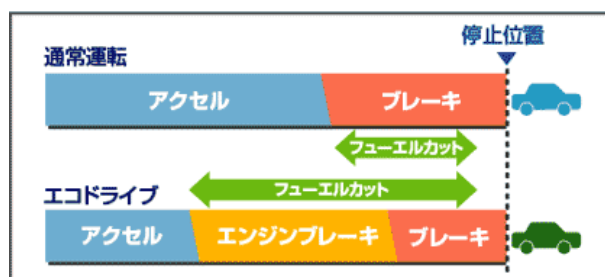 停止位置
通常運転
アクセル ブレーキ
フューエルカット
フューエルカット
エコドライブ
アクセル エンジンブレーキ ブレーキ